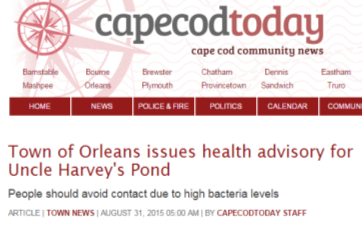 capecodtoday
cape cod community news
Barnstable Bourne Brewster Chatham Dennis Eastham
Mashpee Orleans Plymouth Provincetown Sandwich Truro
HOME NEWS POLICE & FIRE POLITICS CALENDAR COMMUNI
Town of Orleans issues health advisory for
Uncle Harvey's Pond
People should avoid contact due to high bacteria levels
ARTICLE | TOWN NEWS | AUGUST 31, 2015 05:00 AM | BY CAPECODTODAY STAFF